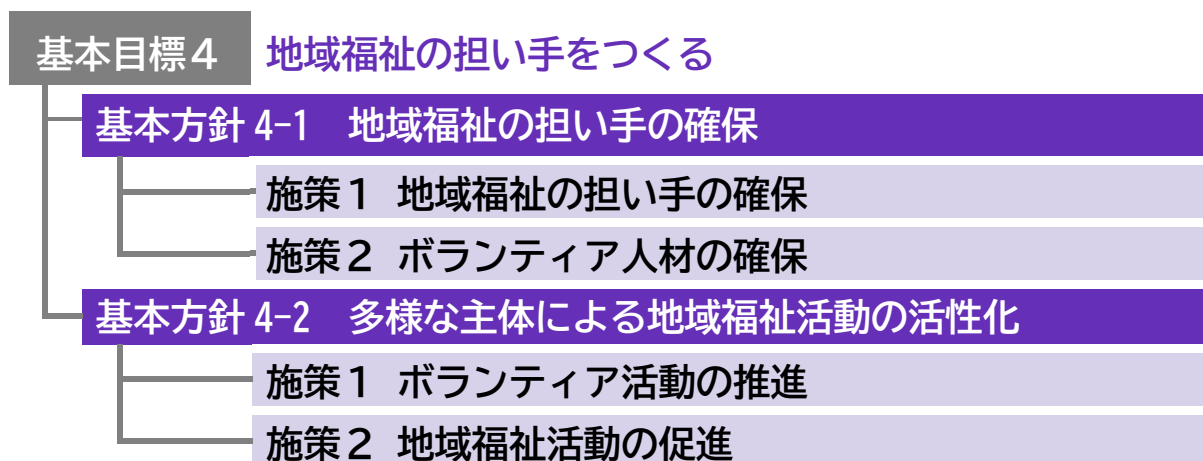 基本目標４ 地域福祉の担い手をつくる
基本方針 4-1 地域福祉の担い手の確保
施策１ 地域福祉の担い手の確保
施策２ ボランティア人材の確保
基本方針 4-2 多様な主体による地域福祉活動の活性化
施策１ ボランティア活動の推進
施策２ 地域福祉活動の促進